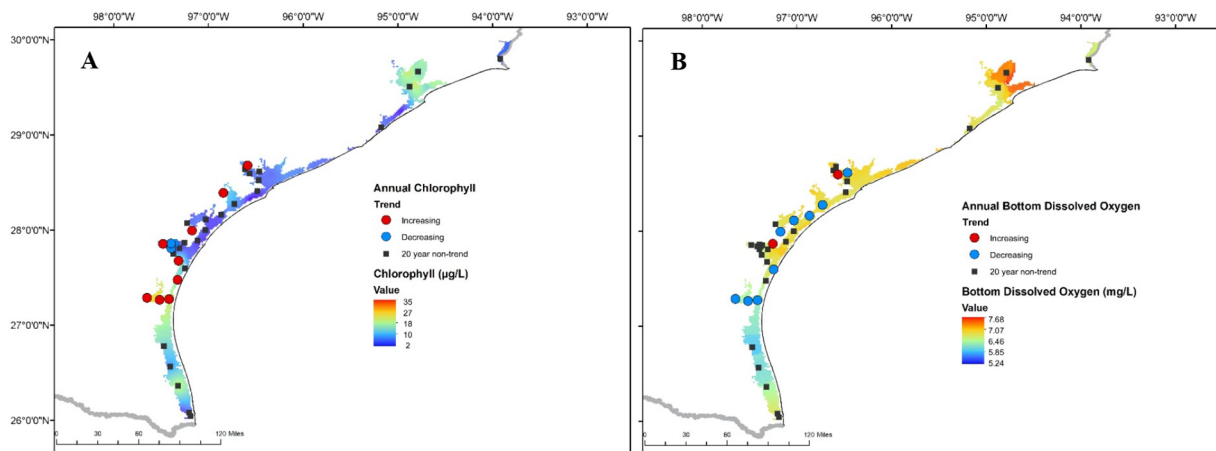 98°0'0"W 97°0'0"W 96°0'0"W 95°0'0"W 94°0'0"W 93°0'0"W
A
30°0'0"N
29°0'0"N
28°0'0"N
27°0'0"N
26°0'0"N
Annual Chlorophyll
Trend
Increasing
Decreasing
20 year non-trend
Chlorophyll (µg/L)
Value
35
27
18
10
2
0 30 60 120 Miles
98°0'0"W 97°0'0"W 96°0'0"W 95°0'0"W 94°0'0"W 93°0'0"W
B
Annual Bottom Dissolved Oxygen
Trend
Increasing
Decreasing
20 year non-trend
Bottom Dissolved Oxygen (mg/L)
Value
7.68
7.07
6.46
5.85
5.24
0 30 60 120 Miles